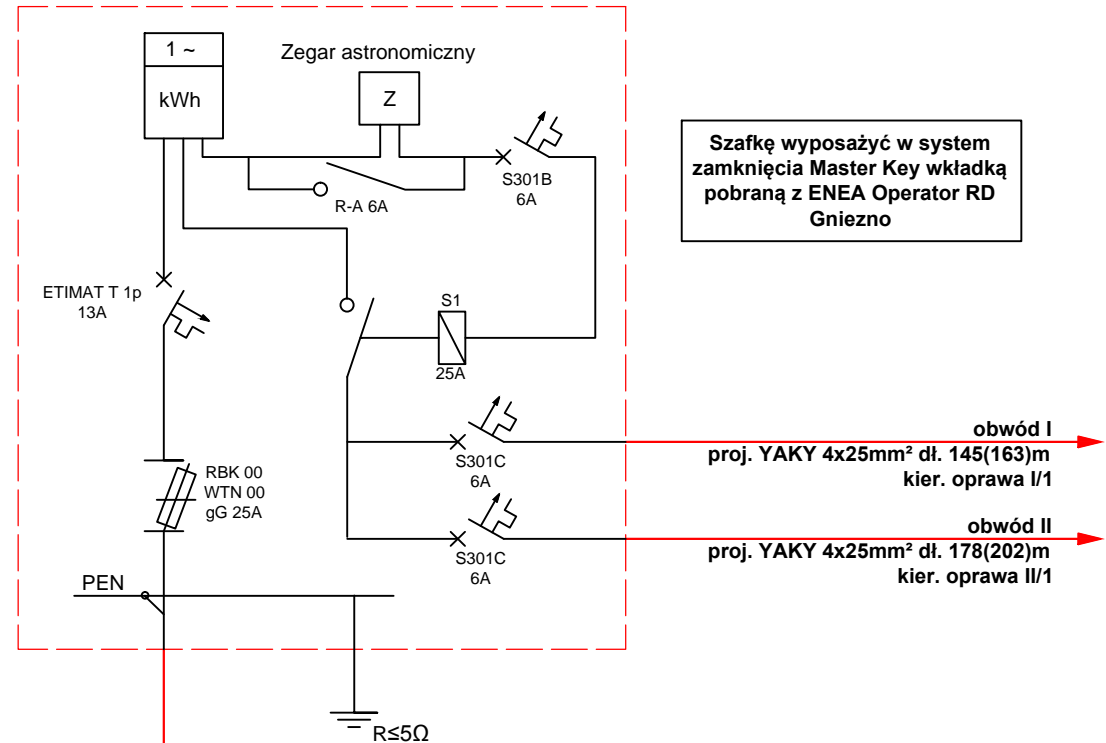 1 ~
kWh
Zegar astronomiczny
Z
S301B
6A
R-A 6A
Szafkę wyposażyć w system
zamknięcia Master Key wkładką
pobraną z ENEA Operator RD
Gniezno
ETIMAT T 1p
13A
S1
25A
S301C
6A
obwód I
proj. YAKY 4x25mm² dł. 145(163)m
kier. oprawa I/1
RBK 00
WTN 00
gG 25A
S301C
6A
obwód II
proj. YAKY 4x25mm² dł. 178(202)m
kier. oprawa II/1
PEN
R≤5Ω